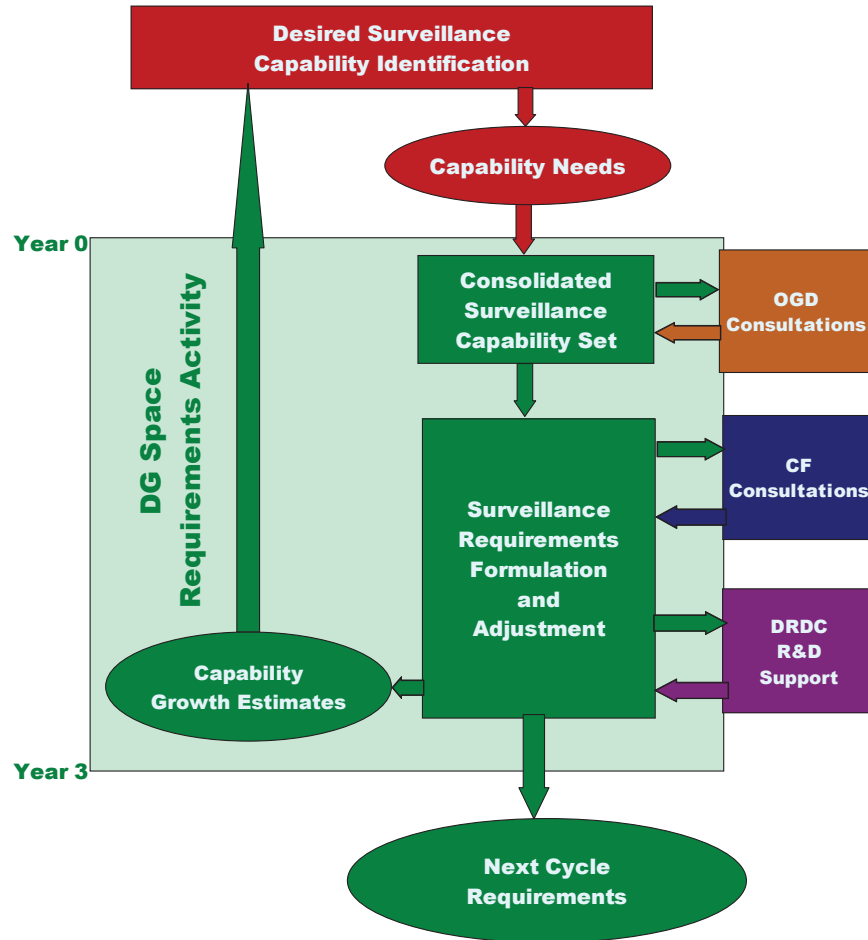 Desired Surveillance
Capability Identification
Capability Needs
Year 0
Consolidated
Surveillance
Capability Set
OGD
Consultations
DG Space
Requirements Activity
Surveillance
Requirements
Formulation
and
Adjustment
CF
Consultations
DRDC
R&D
Support
Capability
Growth Estimates
Year 3
Next Cycle
Requirements